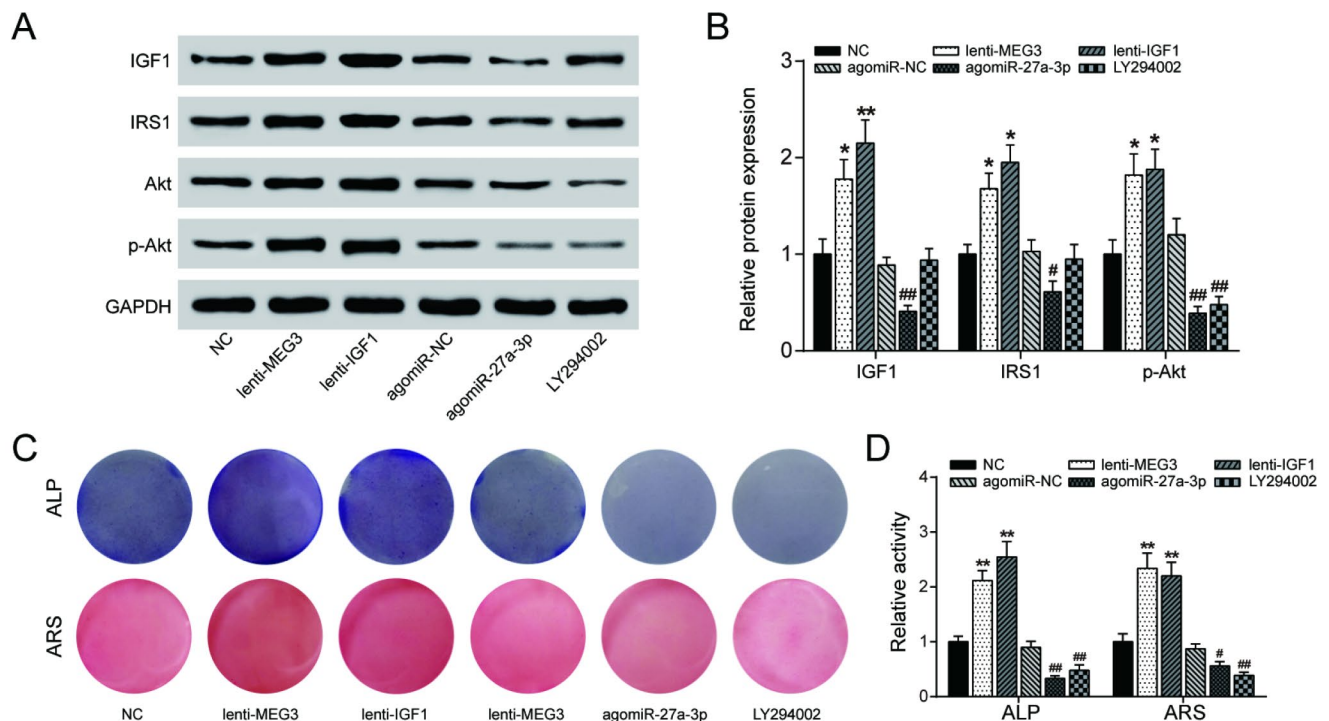 A
IGF1
IRS1
Akt
p-Akt
GAPDH
NC
lenti-MEG3
lenti-IGF1
agomiR-NC
agomiR-27a-3p
LY294002
B
NC lenti-MEG3 lenti-IGF1
agomiR-NC agomiR-27a-3p LY294002
Relative protein expression
3
2
1
0
* ** ## * * # * * ## ##
IGF1 IRS1 p-Akt
C
ALP
ARS
NC lenti-MEG3 lenti-IGF1 lenti-MEG3 agomiR-27a-3p LY294002
D
NC lenti-MEG3 lenti-IGF1
agomiR-NC agomiR-27a-3p LY294002
Relative activity
4
3
2
1
0
** ** ## ## ** ** # ##
ALP ARS